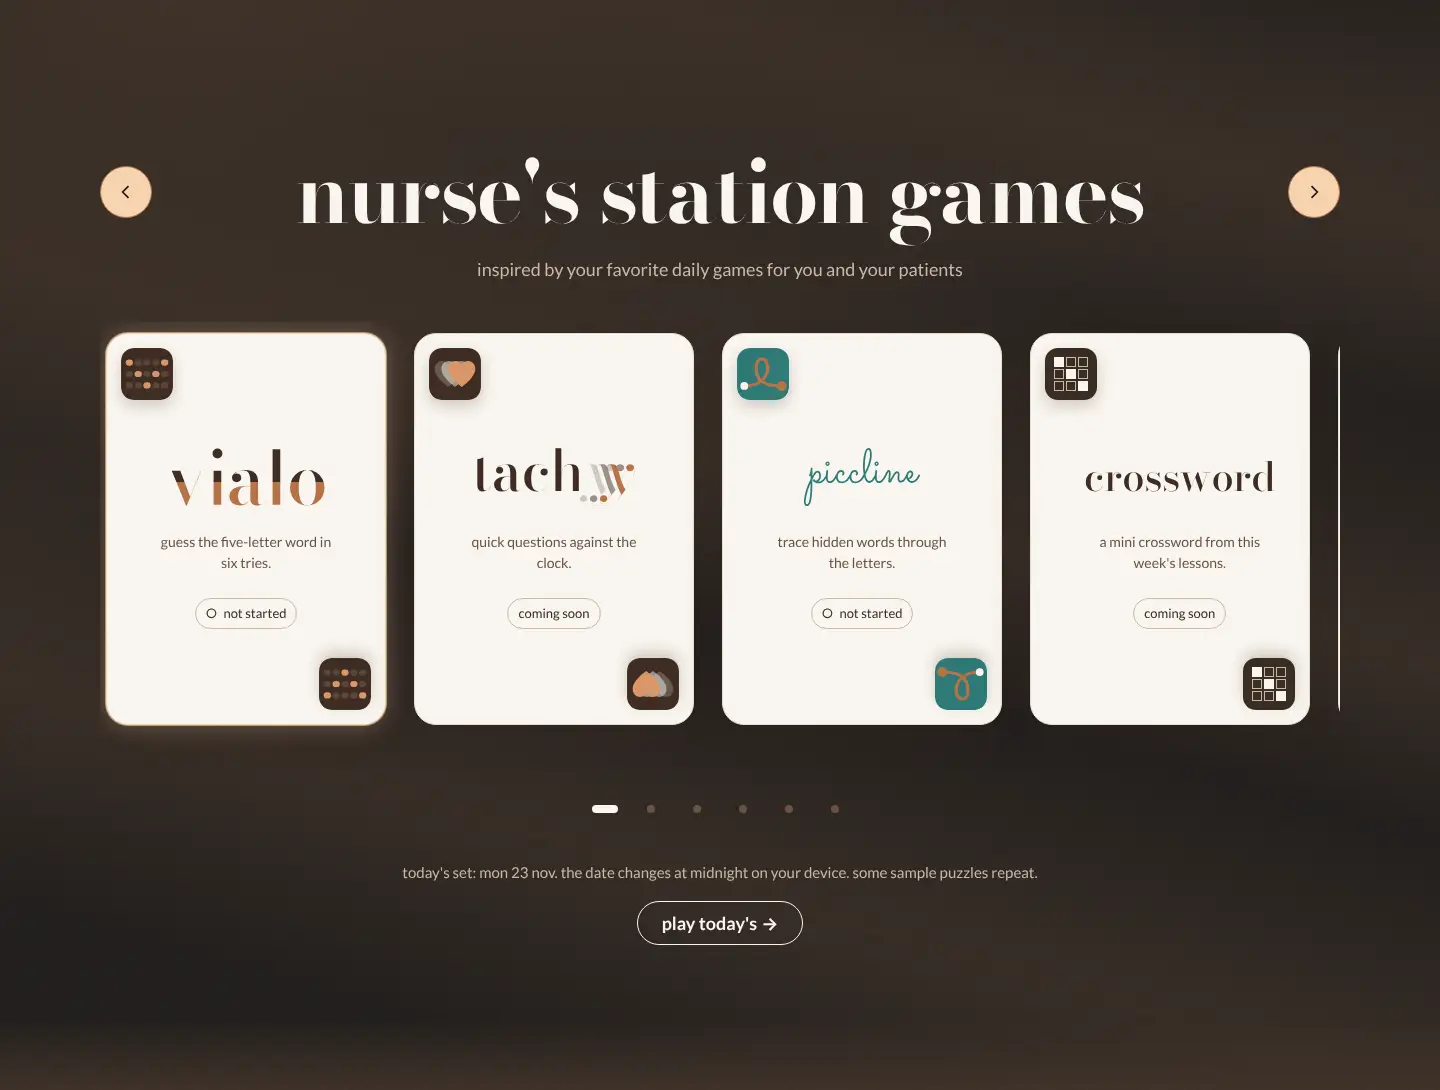 nurse's station games
inspired by your favorite daily games for you and your patients
vialo
guess the five-letter word in
six tries.
not started
tachy
quick questions against the
clock.
coming soon
piccline
trace hidden words through
the letters.
not started
crossword
a mini crossword from this
week's lessons.
coming soon
today's set: mon 23 nov. the date changes at midnight on your device. some sample puzzles repeat.
play today's →